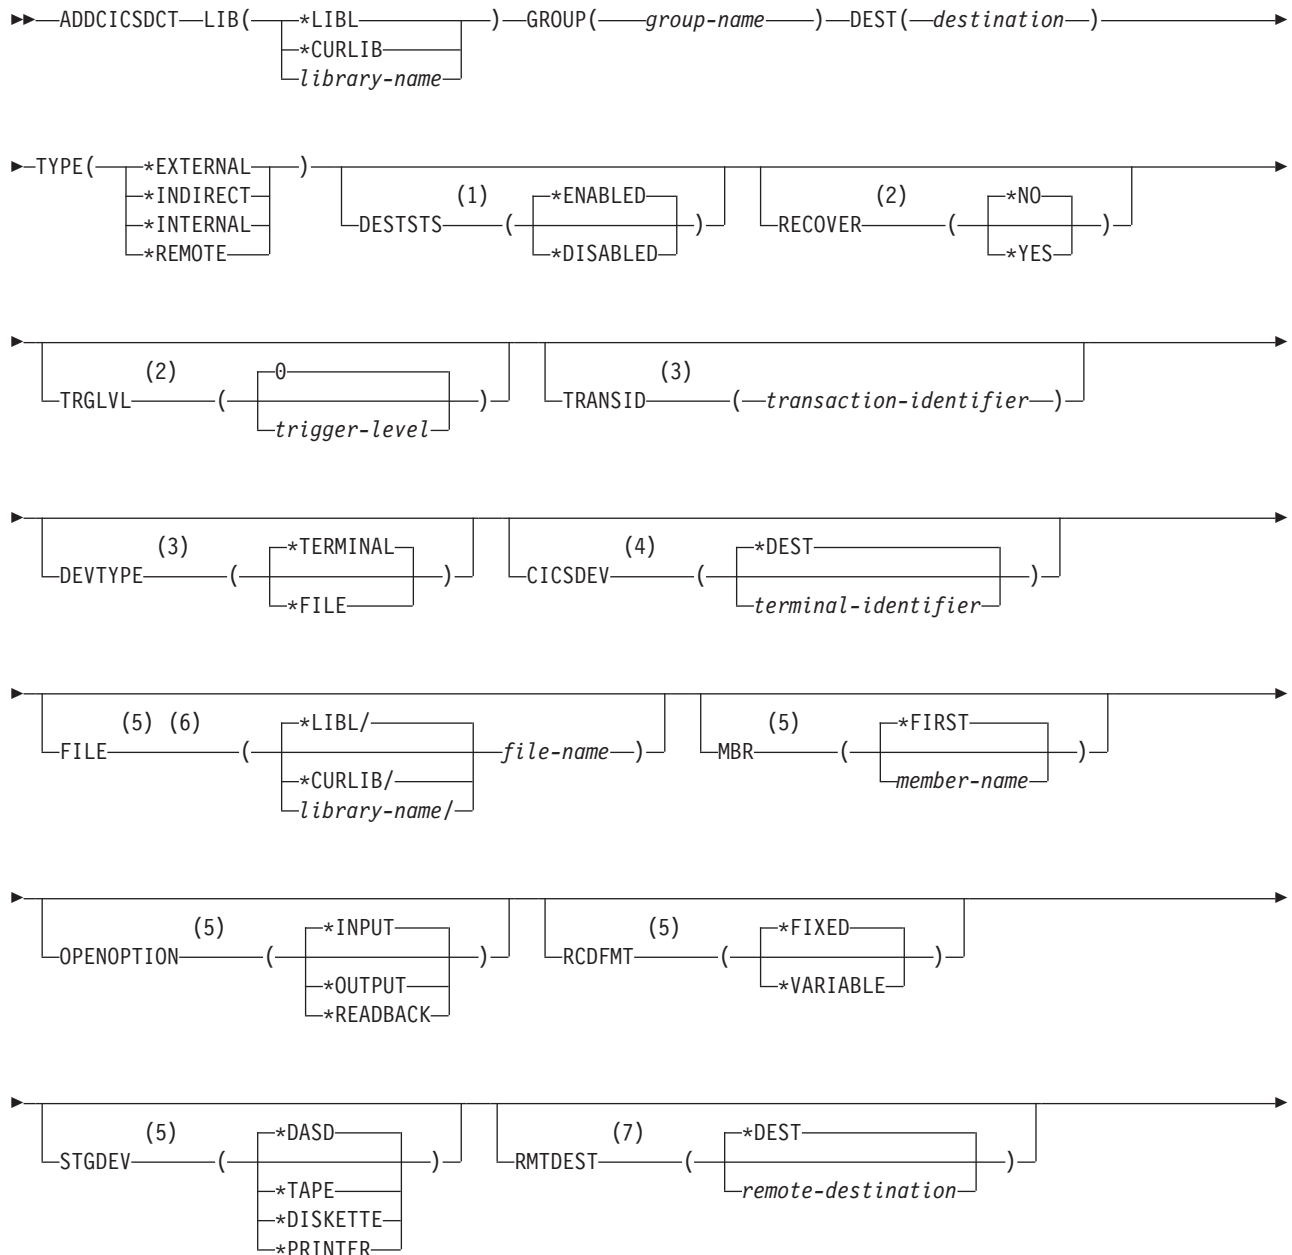 ADDCICSDCT LIB( *LIBL ) GROUP( group-name ) DEST( destination )
*CURLIB
library-name
TYPE( *EXTERNAL )
*INDIRECT
*INTERNAL
*REMOTE
DESTSTS (1) ( *ENABLED )
*DISABLED
RECOVER (2) ( *NO )
*YES
TRGLVL (2) ( 0 )
trigger-level
TRANSID (3) ( transaction-identifier )
DEVTYPE (3) ( *TERMINAL )
*FILE
CICSDEV (4) ( *DEST )
terminal-identifier
FILE (5) (6) ( *LIBL/ file-name )
*CURLIB/
library-name/
MBR (5) ( *FIRST )
member-name
OPENOPTION (5) ( *INPUT )
*OUTPUT
*READBACK
RCDFMT (5) ( *FIXED )
*VARIABLE
STGDEV (5) ( *DASD )
*TAPE
*DISKETTE
*PRINTER
RMTDEST (7) ( *DEST )
remote-destination